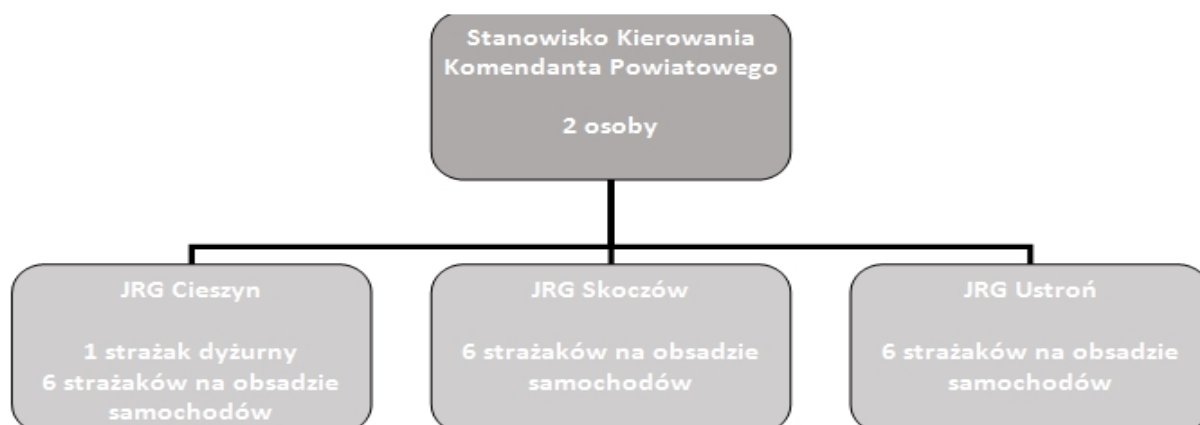 Stanowisko Kierowania
Komendanta Powiatowego
2 osoby
JRG Cieszyn
1 strażak dyżurny
6 strażaków na obsadzie
samochodów
JRG Skoczów
6 strażaków na obsadzie
samochodów
JRG Ustroń
6 strażaków na obsadzie
samochodów